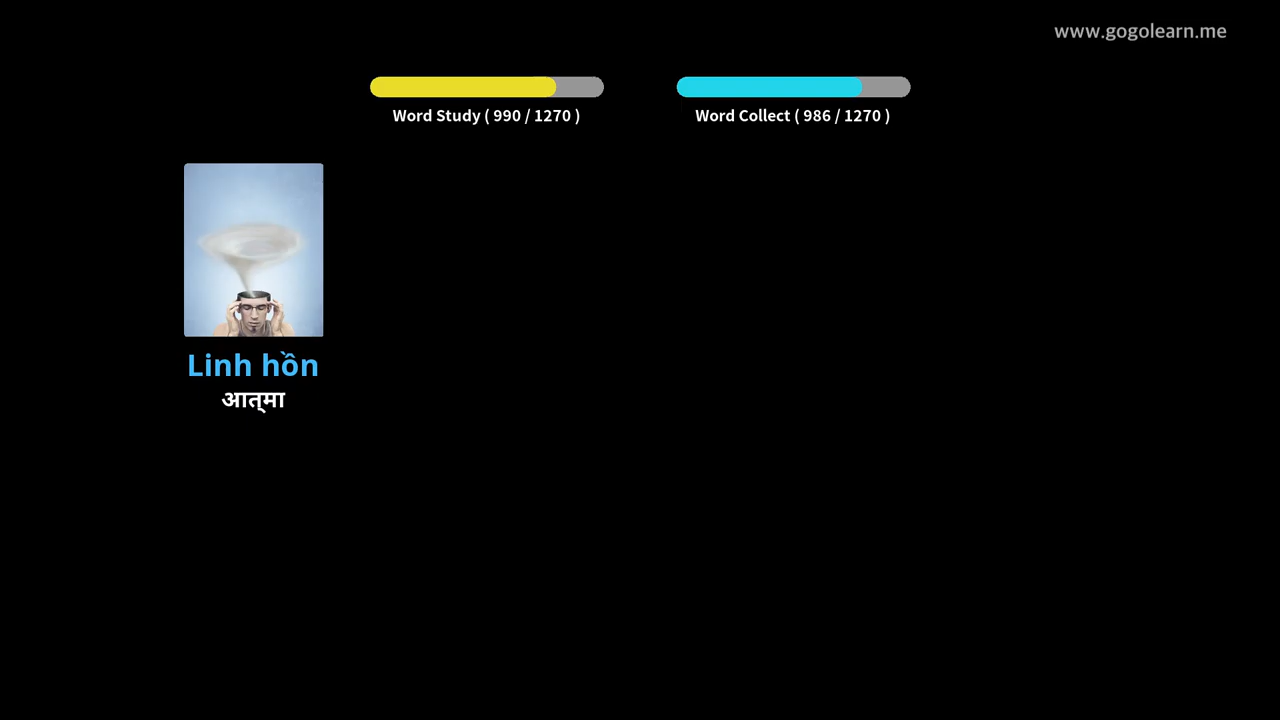 www.gogolearn.me
Word Study ( 990 / 1270 )
Word Collect ( 986 / 1270 )
Linh hồn
आत्‌मा